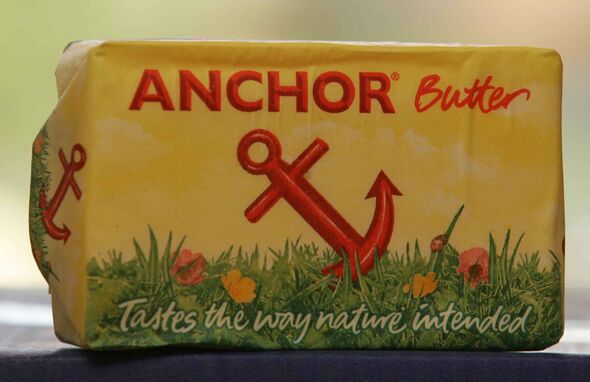 ANCHOR® Butter
Tastes the way nature intended